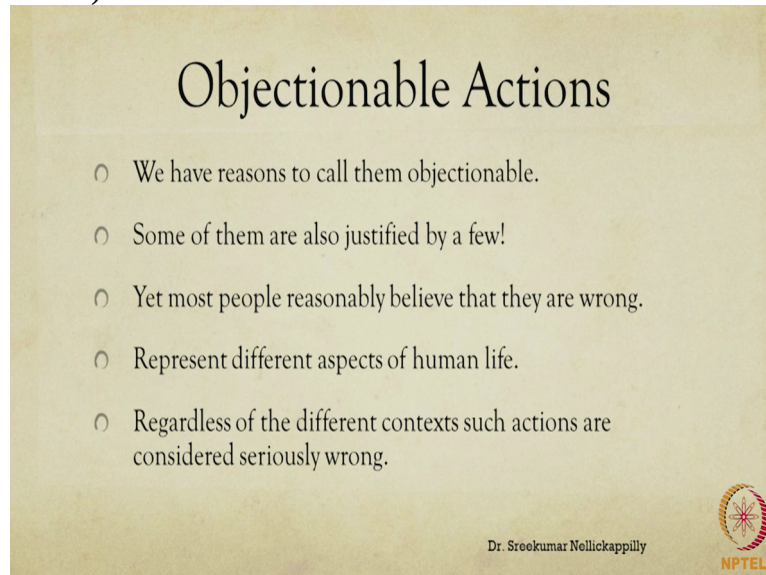 Objectionable Actions
We have reasons to call them objectionable.
Some of them are also justified by a few!
Yet most people reasonably believe that they are wrong.
Represent different aspects of human life.
Regardless of the different contexts such actions are
considered seriously wrong.
Dr. Sreekumar Nellickappilly
NPTEL